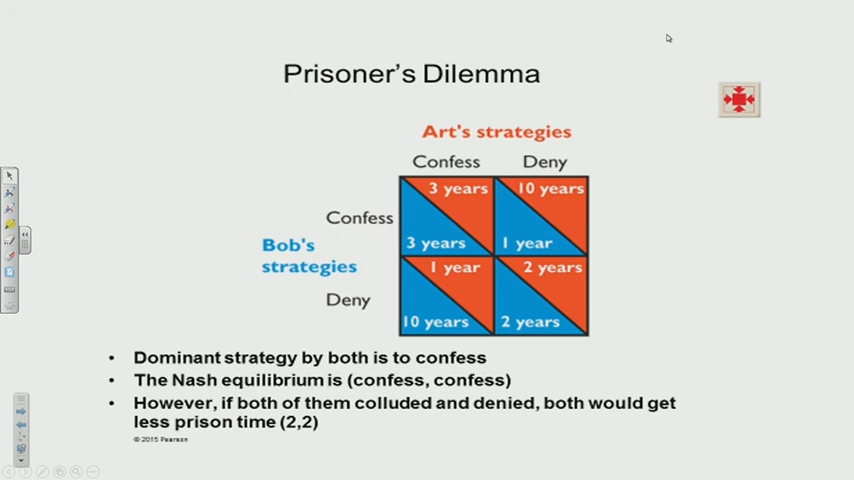 Prisoner's Dilemma
Art's strategies
Confess Deny
3 years 10 years
Confess
3 years 1 year
Bob's
strategies
1 year 2 years
Deny
10 years 2 years
• Dominant strategy by both is to confess
• The Nash equilibrium is (confess, confess)
• However, if both of them colluded and denied, both would get
less prison time (2,2)
© 2015 Pearson